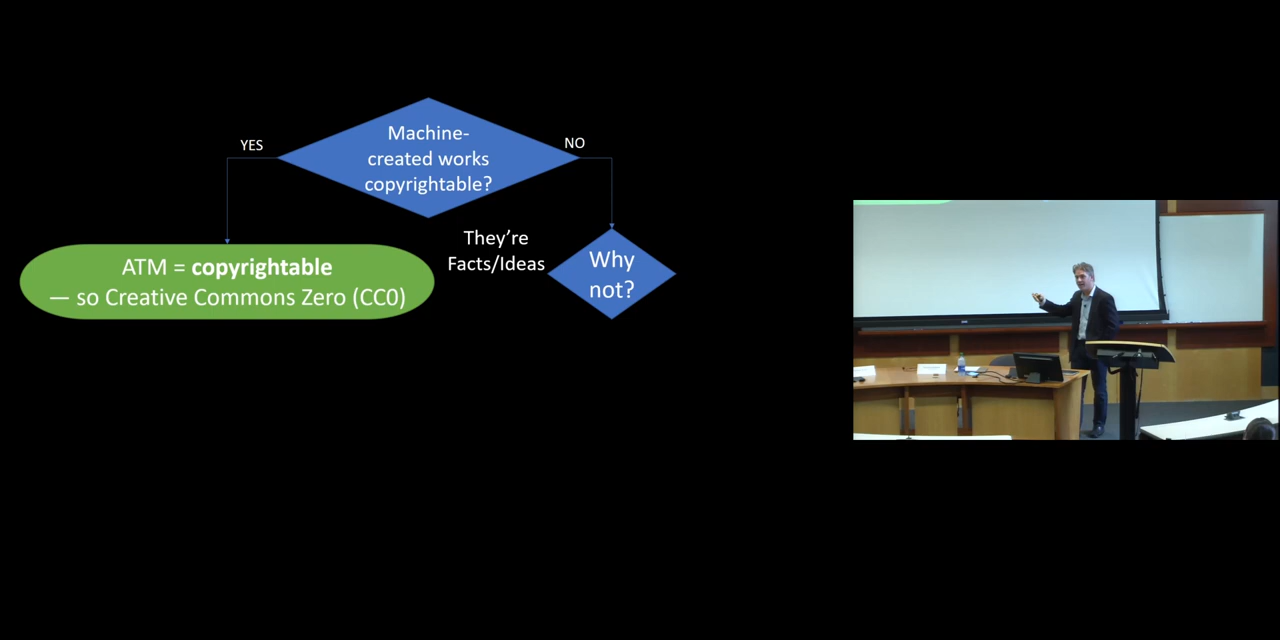 Machine-
created works
copyrightable?
YES
NO
ATM = copyrightable
— so Creative Commons Zero (CC0)
They’re
Facts/Ideas
Why
not?